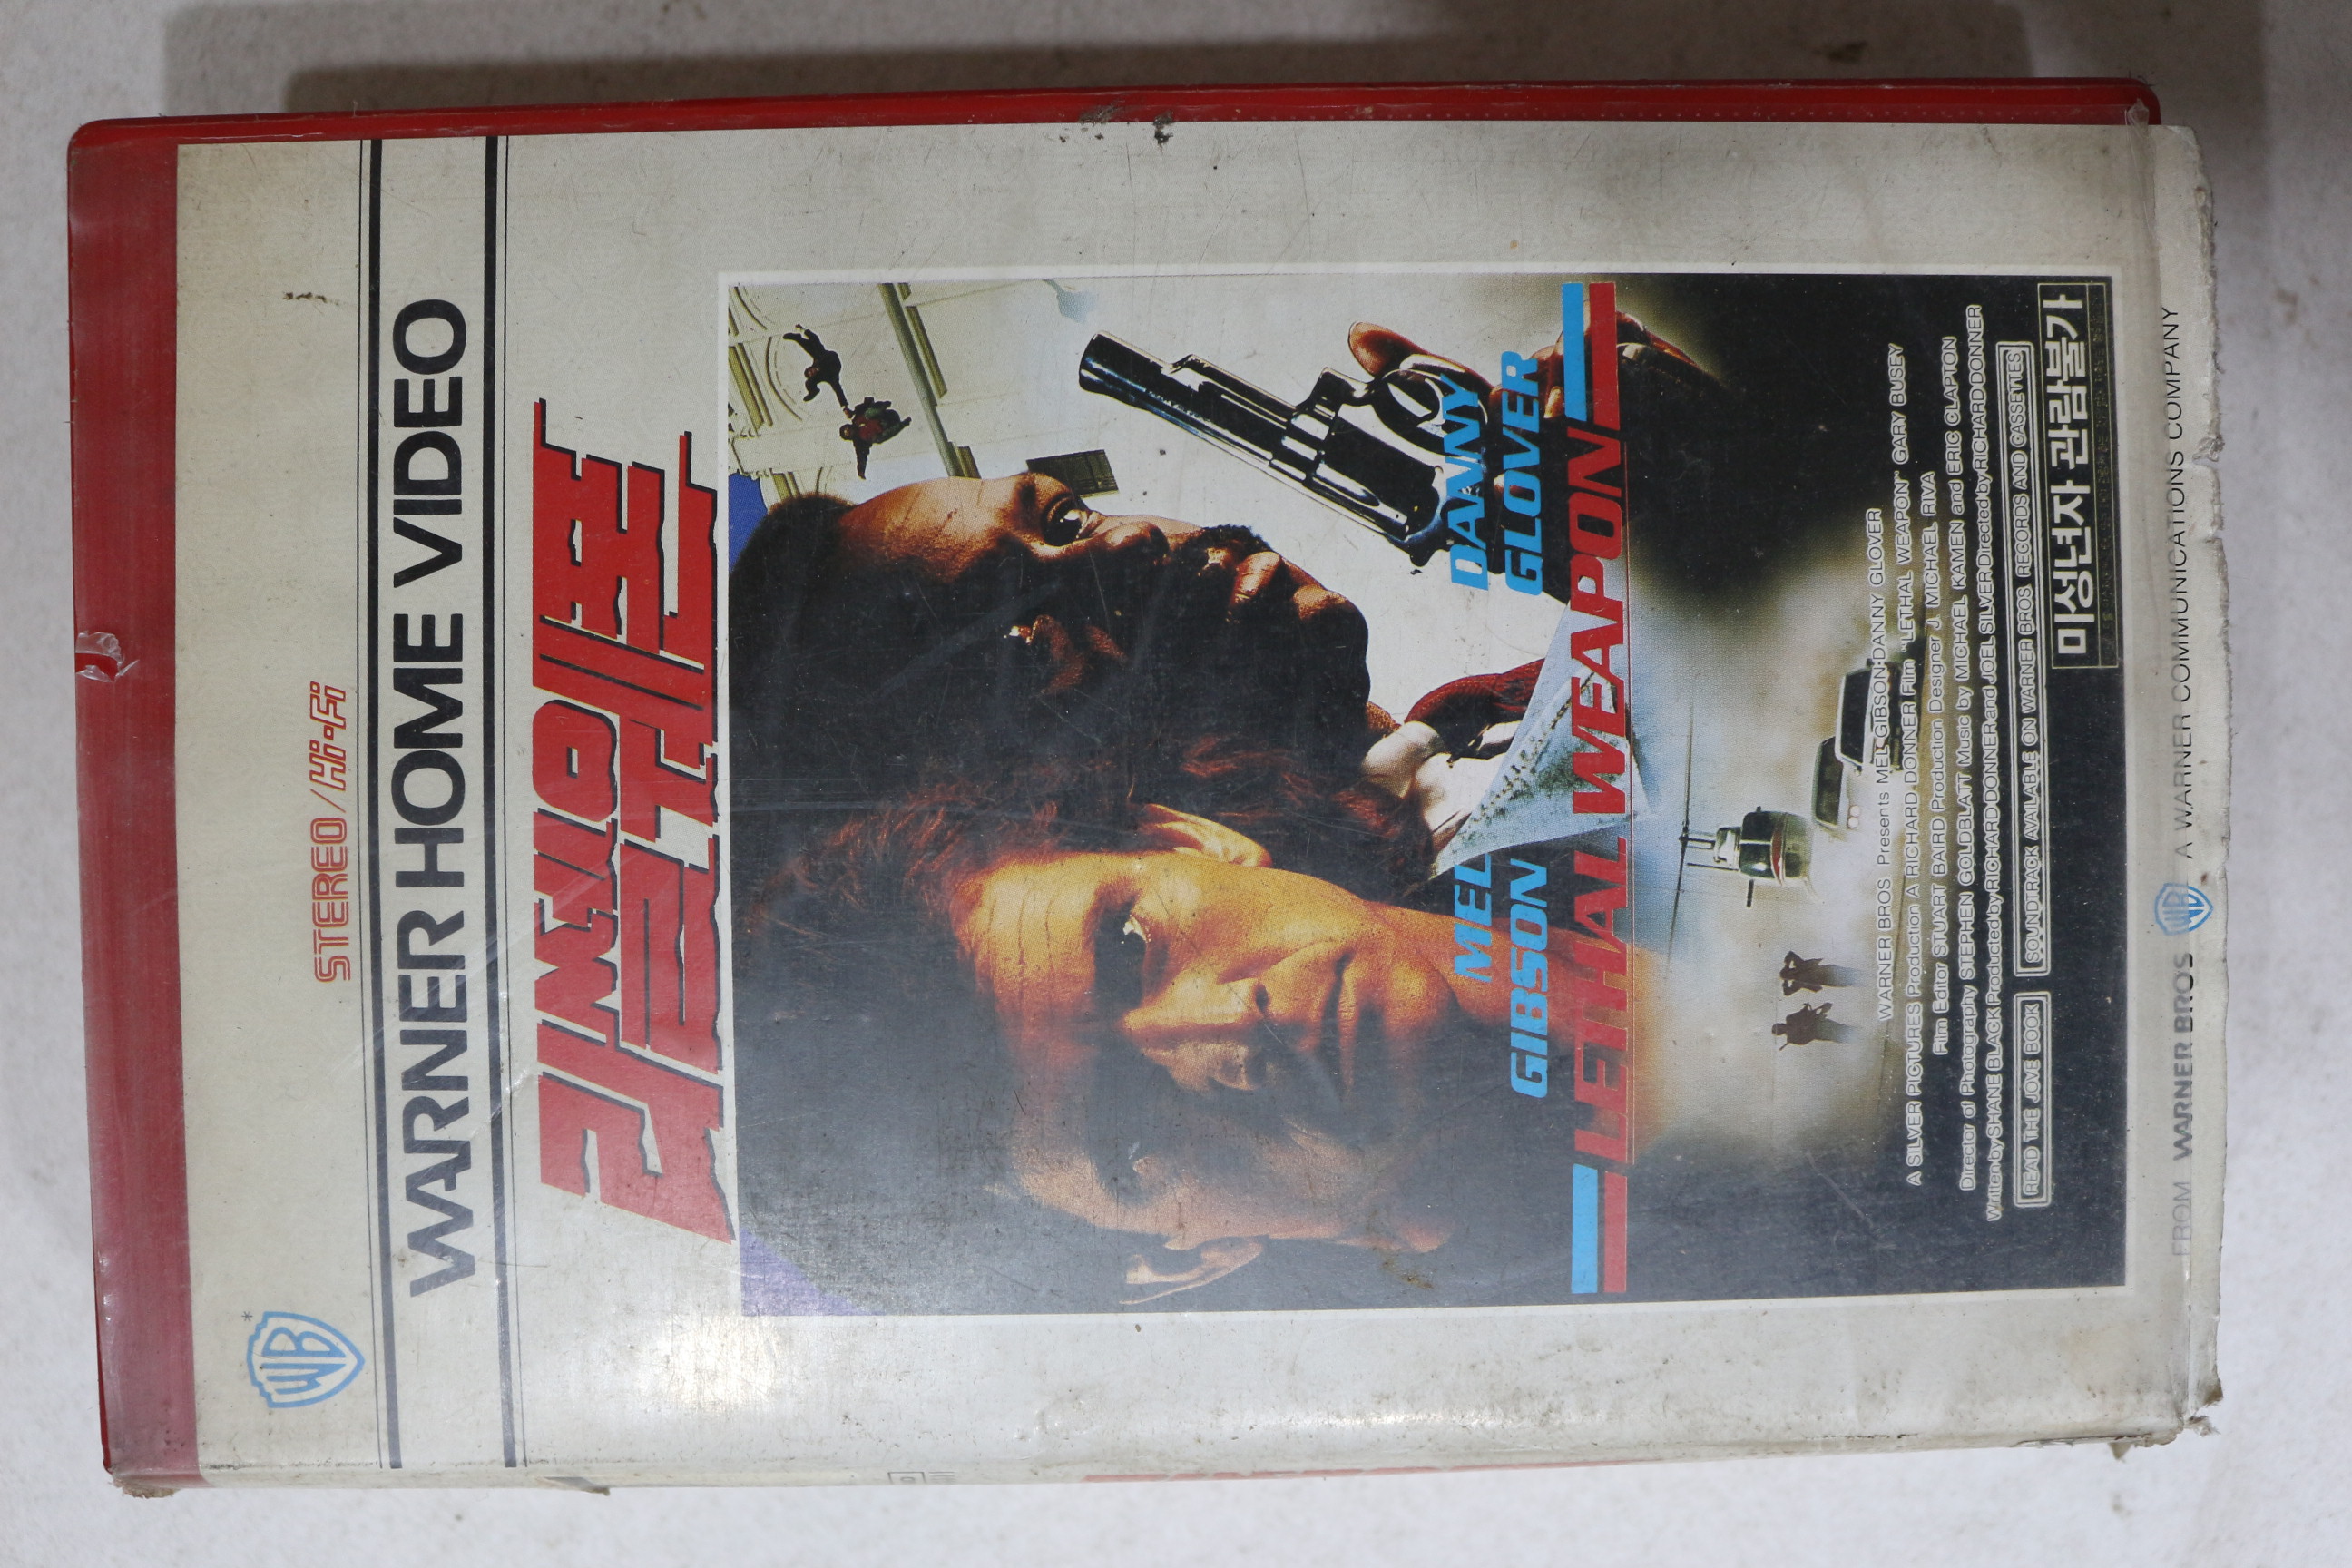 STEREO/Hi-Fi
WB
WARNER HOME VIDEO
리쎌웨폰
MEL
GIBSON
DANNY
GLOVER
LETHAL WEAPON
WARNER BROS Presents MEL GIBSON DANNY GLOVER
A SILVER PICTURES Production A RICHARD DONNER Film "LETHAL WEAPON" GARY BUSEY
Film Editor STUART BAIRD Production Designer J. MICHAEL RIVA
Director of Photography STEPHEN GOLDBLATT Music by MICHAEL KAMEN and ERIC CLAPTON
Written by SHANE BLACK Produced by RICHARD DONNER and JOEL SILVER Directed by RICHARD DONNER
READ THE JOVE BOOK SOUNDTRACK AVAILABLE ON WARNER BROS RECORDS AND CASSETTES
미성년자 관람불가
FROM WARNER BROS WB A WARNER COMMUNICATIONS COMPANY